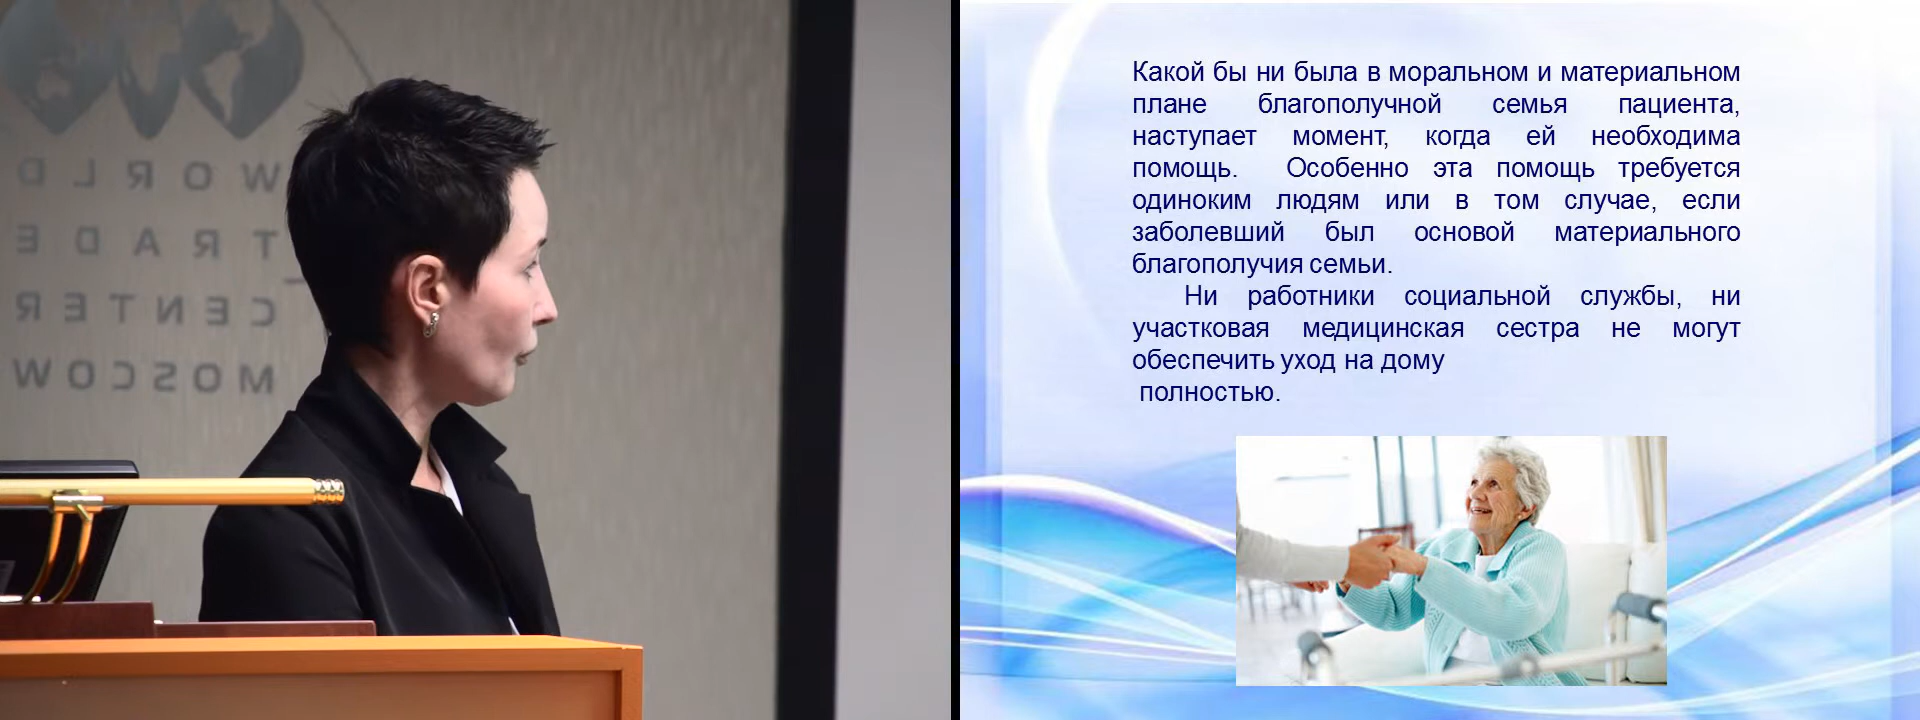 WORLD
TRADE
CENTER
MOSCOW
Какой бы ни была в моральном и материальном
плане благополучной семья пациента,
наступает момент, когда ей необходима
помощь. Особенно эта помощь требуется
одиноким людям или в том случае, если
заболевший был основой материального
благополучия семьи.
Ни работники социальной службы, ни
участковая медицинская сестра не могут
обеспечить уход на дому
полностью.